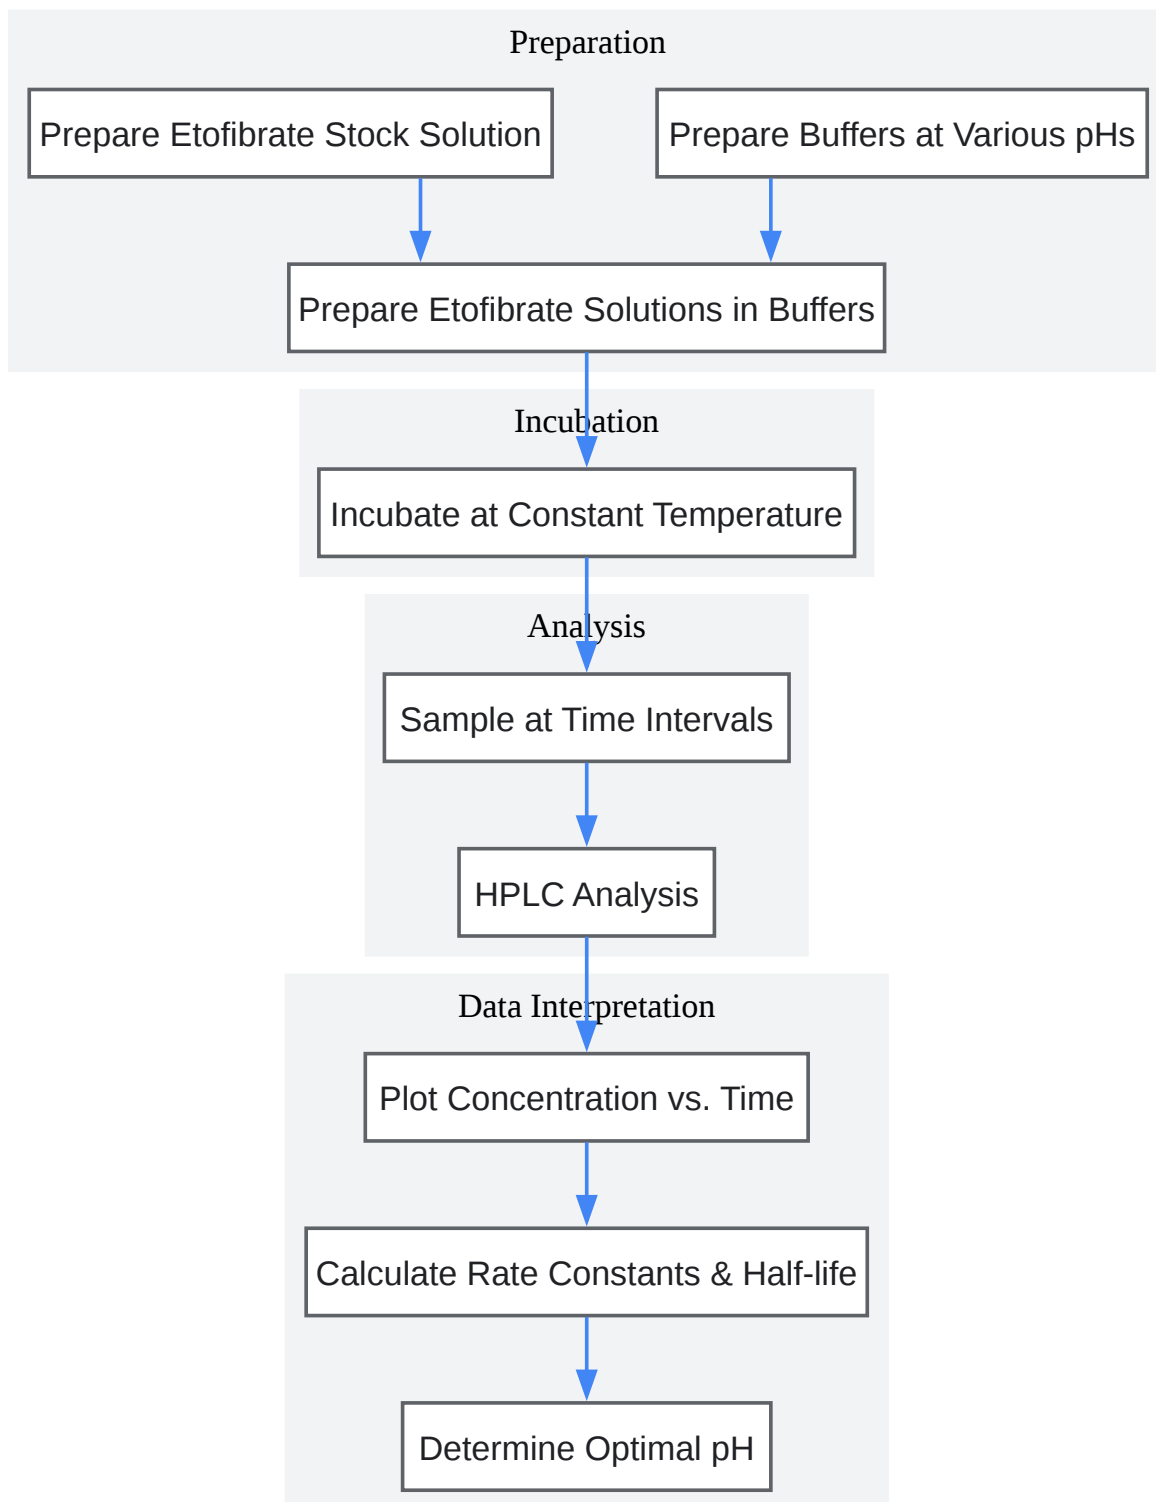 Preparation
Prepare Etofibrate Stock Solution
Prepare Buffers at Various pHs
Prepare Etofibrate Solutions in Buffers
Incubation
Incubate at Constant Temperature
Analysis
Sample at Time Intervals
HPLC Analysis
Data Interpretation
Plot Concentration vs. Time
Calculate Rate Constants & Half-life
Determine Optimal pH